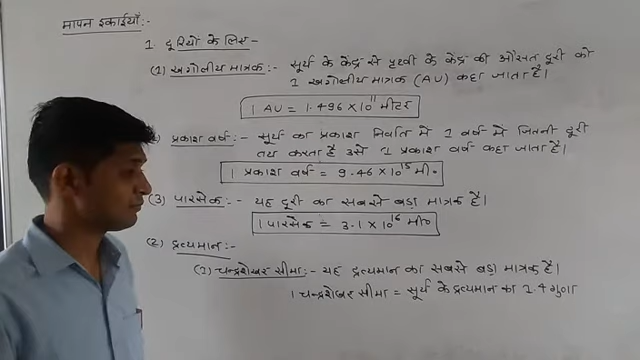 मापन इकाईयाँ:-
1. दूरियों के लिए-
(1) खगोलीय मात्रक:- सूर्य के केंद्र से पृथ्वी के केंद्र की औसत दूरी को
1 खगोलीय मात्रक (AU) कहा जाता है।
1 AU = 1.496 × 10¹¹ मीटर
प्रकाश वर्ष:- सूर्य का प्रकाश निर्वात में 1 वर्ष में जितनी दूरी
तय करता है उसे 1 प्रकाश वर्ष कहा जाता है।
1 प्रकाश वर्ष = 9.46 × 10¹⁵ मी०
(3) पारसेक:- यह दूरी का सबसे बड़ा मात्रक है।
1 पारसेक = 3.1 × 10¹⁶ मी०
(2) द्रव्यमान:-
(1) चन्द्रशेखर सीमा:- यह द्रव्यमान का सबसे बड़ा मात्रक है।
1 चन्द्रशेखर सीमा = सूर्य के द्रव्यमान का 1.4 गुणा